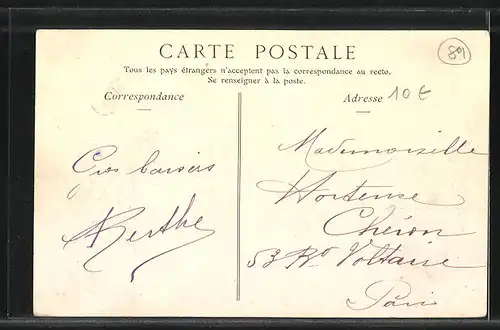 CARTE POSTALE
Tous les pays étrangers n'acceptent pas la correspondance au recto.
Se renseigner à la poste.
Correspondance
Adresse
89
10 €
Gros baisers
Berthe
Mademoiselle
Hortense
Chéron
53 Bd Voltaire
Paris